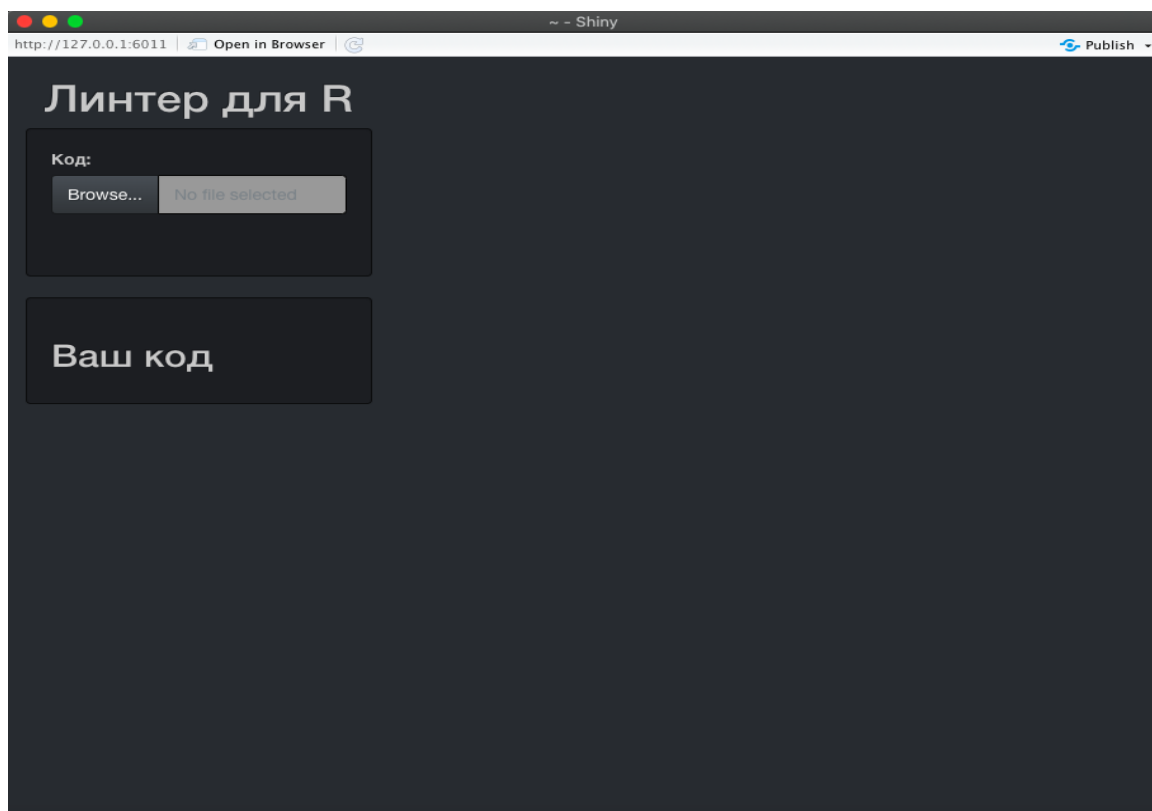 ~ - Shiny
http://127.0.0.1:6011 Open in Browser Publish
Линтер для R
Код:
Browse... No file selected
Ваш код